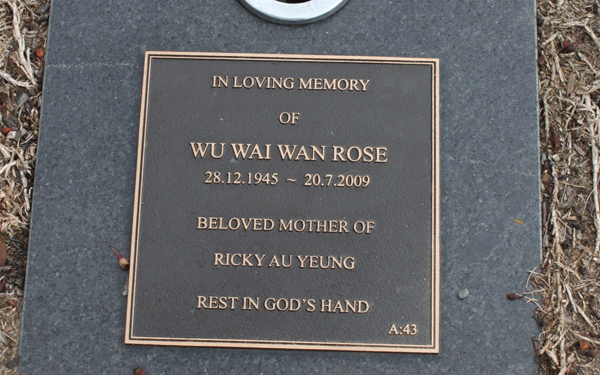 IN LOVING MEMORY
OF
WU WAI WAN ROSE
28.12.1945 ~ 20.7.2009
BELOVED MOTHER OF
RICKY AU YEUNG
REST IN GOD'S HAND
A:43